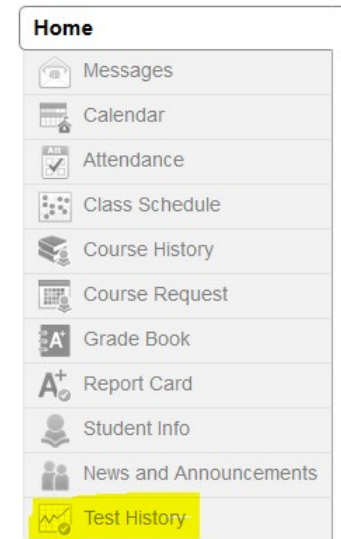 Home
Messages
Calendar
Att
Attendance
Class Schedule
Course History
Course Request
A+ Grade Book
A+ Report Card
Student Info
News and Announcements
Test History